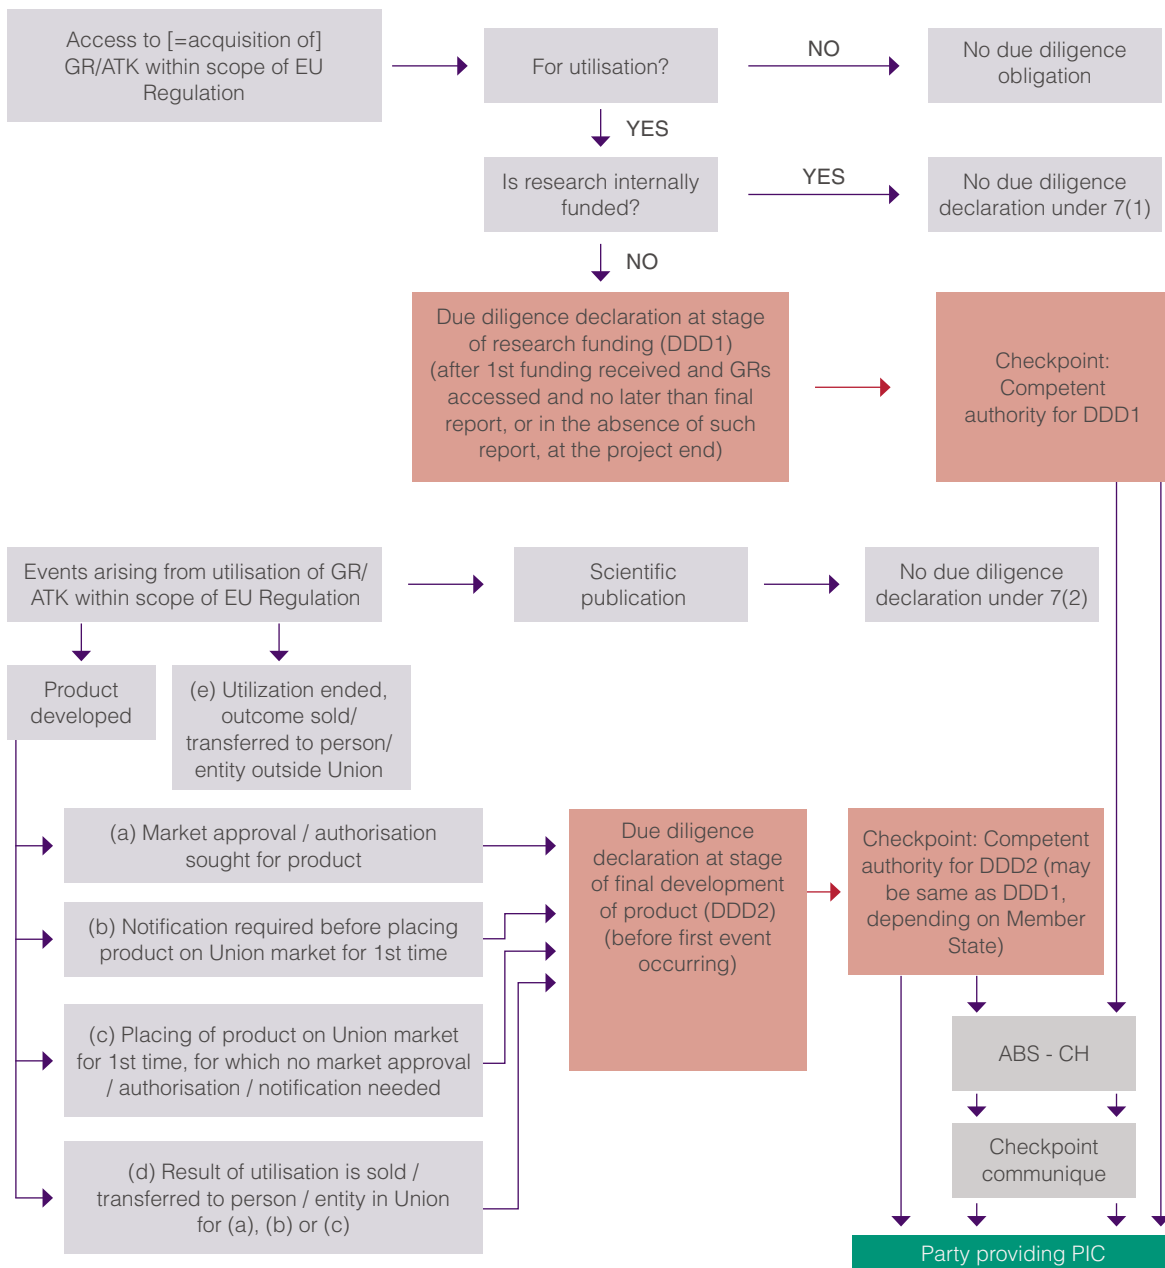 Access to [=acquisition of]
GR/ATK within scope of EU
Regulation
For utilisation?
NO
No due diligence
obligation
YES
Is research internally
funded?
YES
No due diligence
declaration under 7(1)
NO
Due diligence declaration at stage
of research funding (DDD1)
(after 1st funding received and GRs
accessed and no later than final
report, or in the absence of such
report, at the project end)
Checkpoint:
Competent
authority for DDD1
Events arising from utilisation of GR/
ATK within scope of EU Regulation
Scientific
publication
No due diligence
declaration under 7(2)
Product
developed
(e) Utilization ended,
outcome sold/
transferred to person/
entity outside Union
(a) Market approval / authorisation
sought for product
(b) Notification required before placing
product on Union market for 1st time
(c) Placing of product on Union market
for 1st time, for which no market approval
/ authorisation / notification needed
(d) Result of utilisation is sold /
transferred to person / entity in Union
for (a), (b) or (c)
Due diligence
declaration at stage
of final development
of product (DDD2)
(before first event
occurring)
Checkpoint: Competent
authority for DDD2 (may
be same as DDD1,
depending on Member
State)
ABS - CH
Checkpoint
communique
Party providing PIC